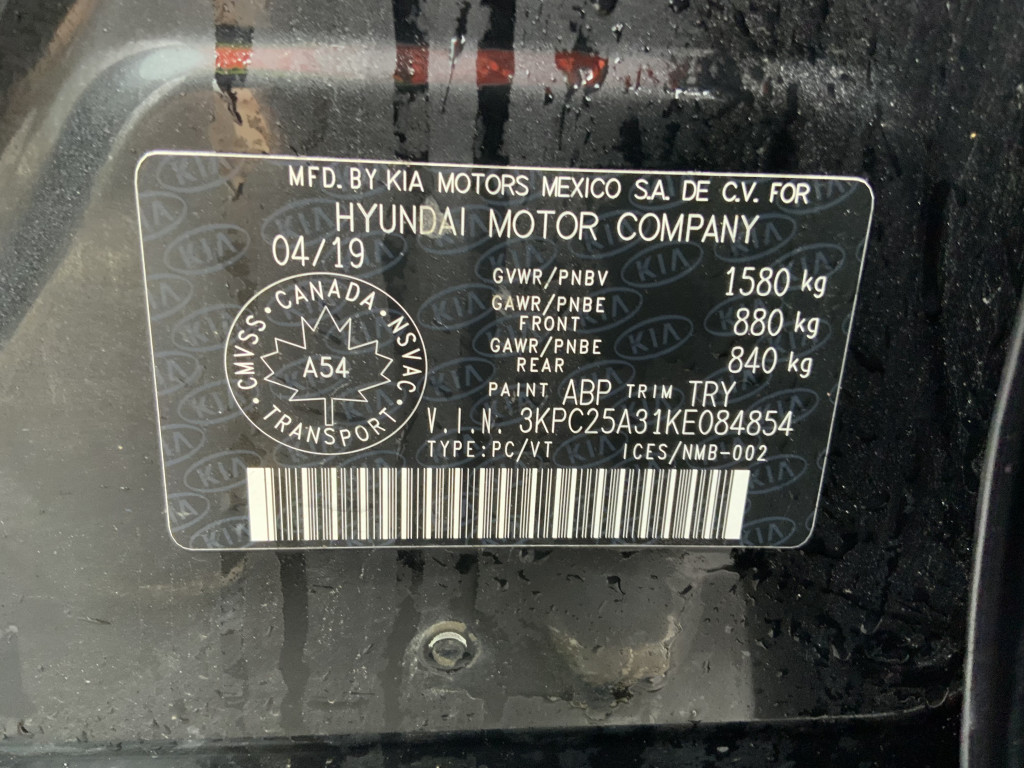 MFD. BY KIA MOTORS MEXICO S.A. DE C.V. FOR
HYUNDAI MOTOR COMPANY
04/19
GVWR/PNBV 1580 kg
GAWR/PNBE
FRONT 880 kg
GAWR/PNBE
REAR 840 kg
CMVSS · CANADA · NSVAC · TRANSPORT ·
A54
PAINT ABP TRIM TRY
V.I.N. 3KPC25A31KE084854
TYPE:PC/VT ICES/NMB-002
KIA